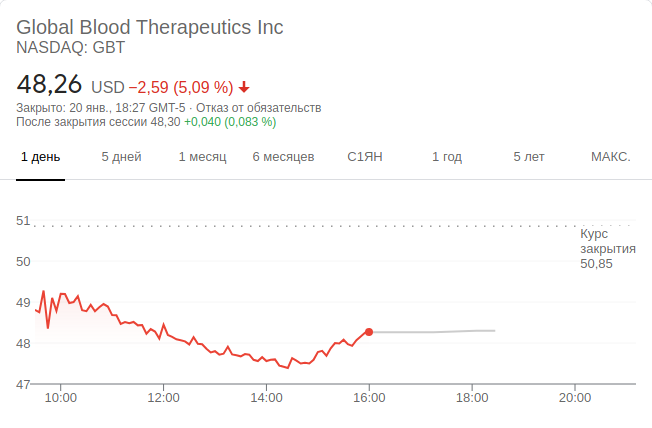 Global Blood Therapeutics Inc
NASDAQ: GBT
48,26 USD −2,59 (5,09 %)
Закрыто: 20 янв., 18:27 GMT-5 · Отказ от обязательств
После закрытия сессии 48,30 +0,040 (0,083 %)
1 день 5 дней 1 месяц 6 месяцев С1ЯН 1 год 5 лет МАКС.
51
Курс
закрытия
50,85
50
49
48
47
10:00 12:00 14:00 16:00 18:00 20:00